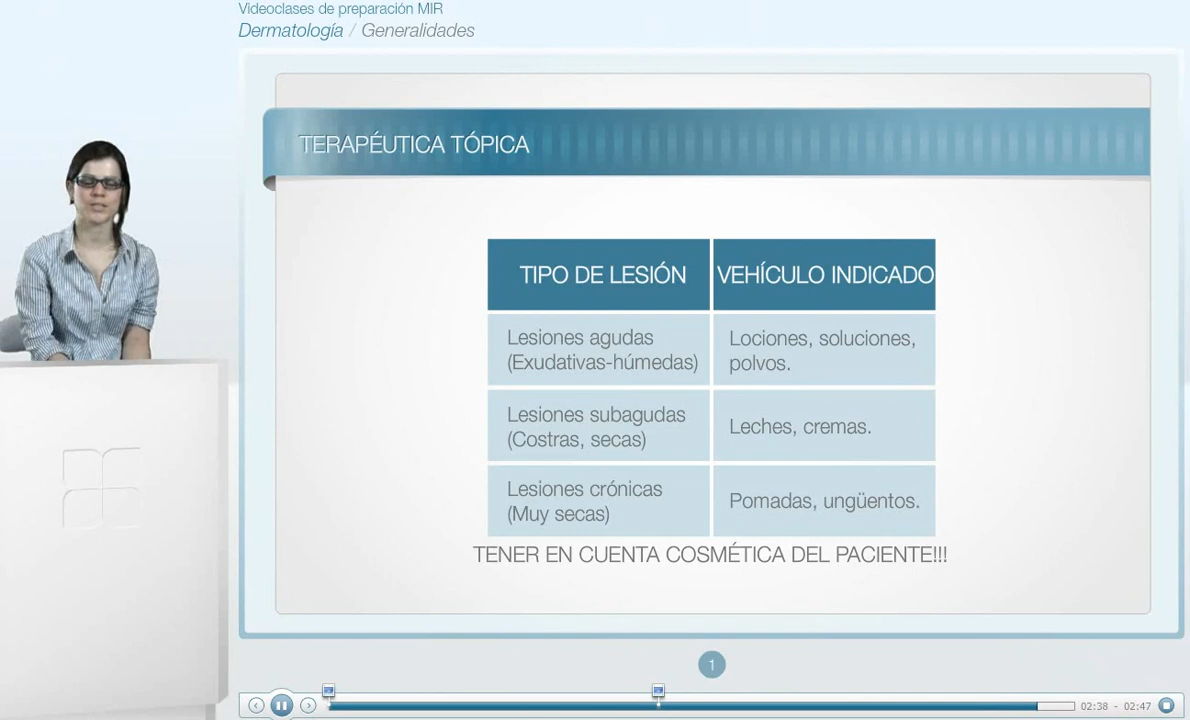 Videoclases de preparación MIR
Dermatología / Generalidades
TERAPÉUTICA TÓPICA
TIPO DE LESIÓN
VEHÍCULO INDICADO
Lesiones agudas
(Exudativas-húmedas)
Lociones, soluciones,
polvos.
Lesiones subagudas
(Costras, secas)
Leches, cremas.
Lesiones crónicas
(Muy secas)
Pomadas, ungüentos.
TENER EN CUENTA COSMÉTICA DEL PACIENTE!!!
1
02:38 - 02:47